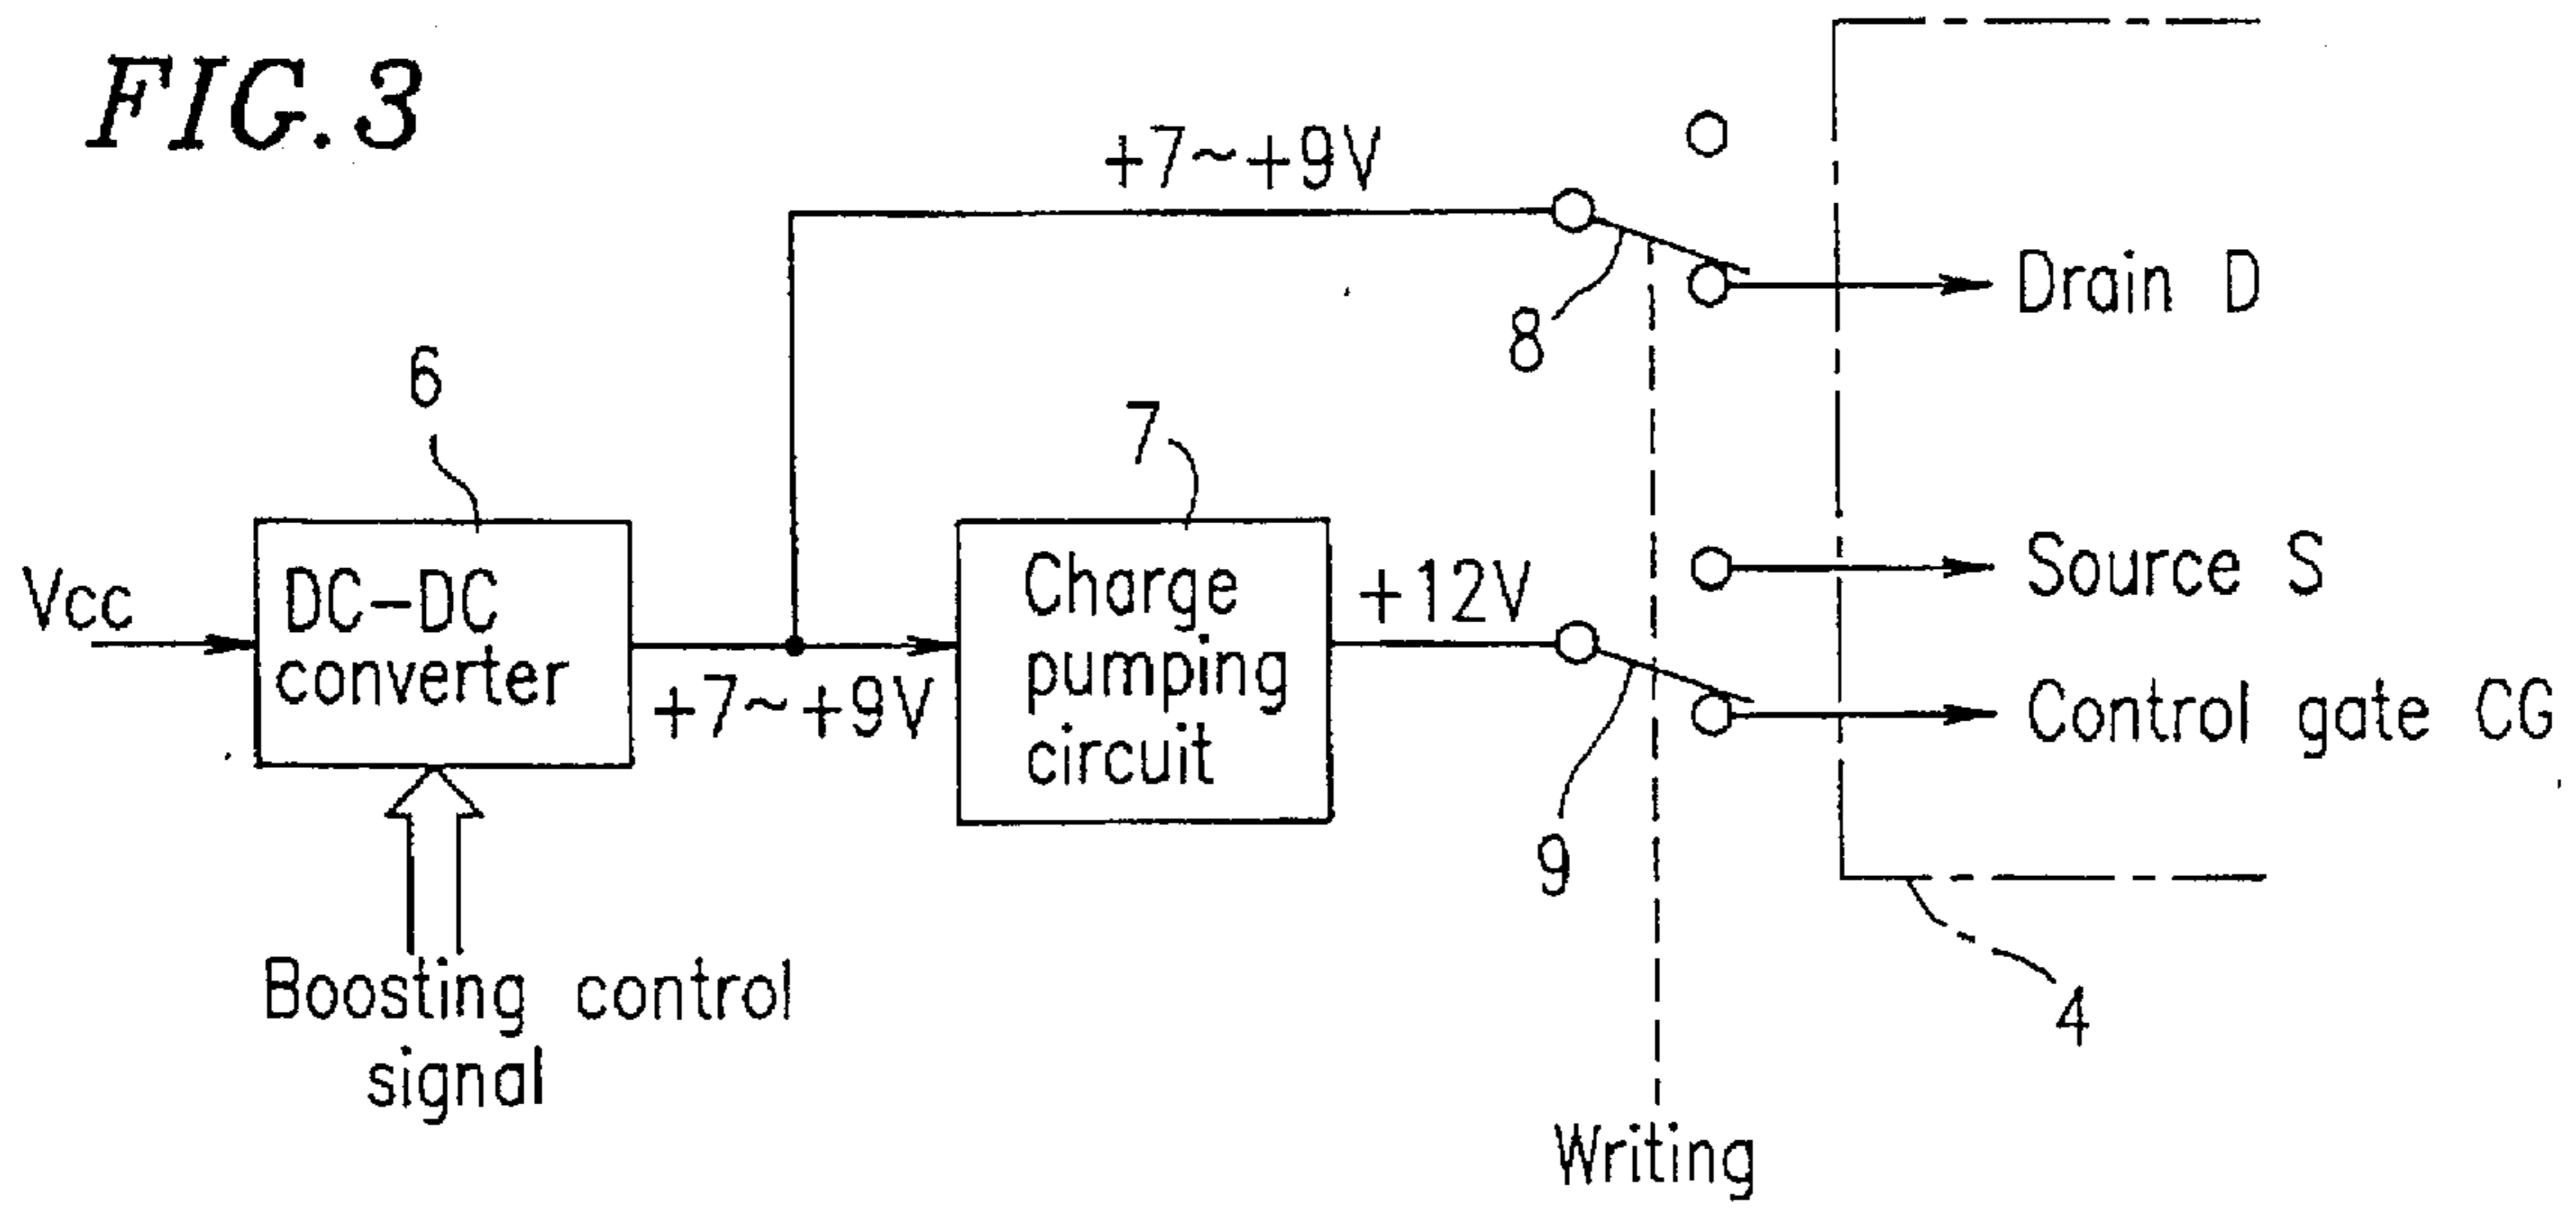 FIG.3
+7~+9V
8
Drain D
6
7
Vcc
DC-DC
converter
+7~+9V
Charge
pumping
circuit
+12V
Source S
9
Control gate CG
4
Boosting control
signal
Writing